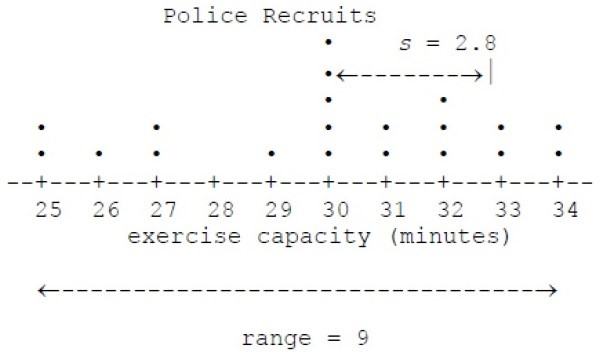 Police Recruits
s = 2.8
25 26 27 28 29 30 31 32 33 34
exercise capacity (minutes)
range = 9